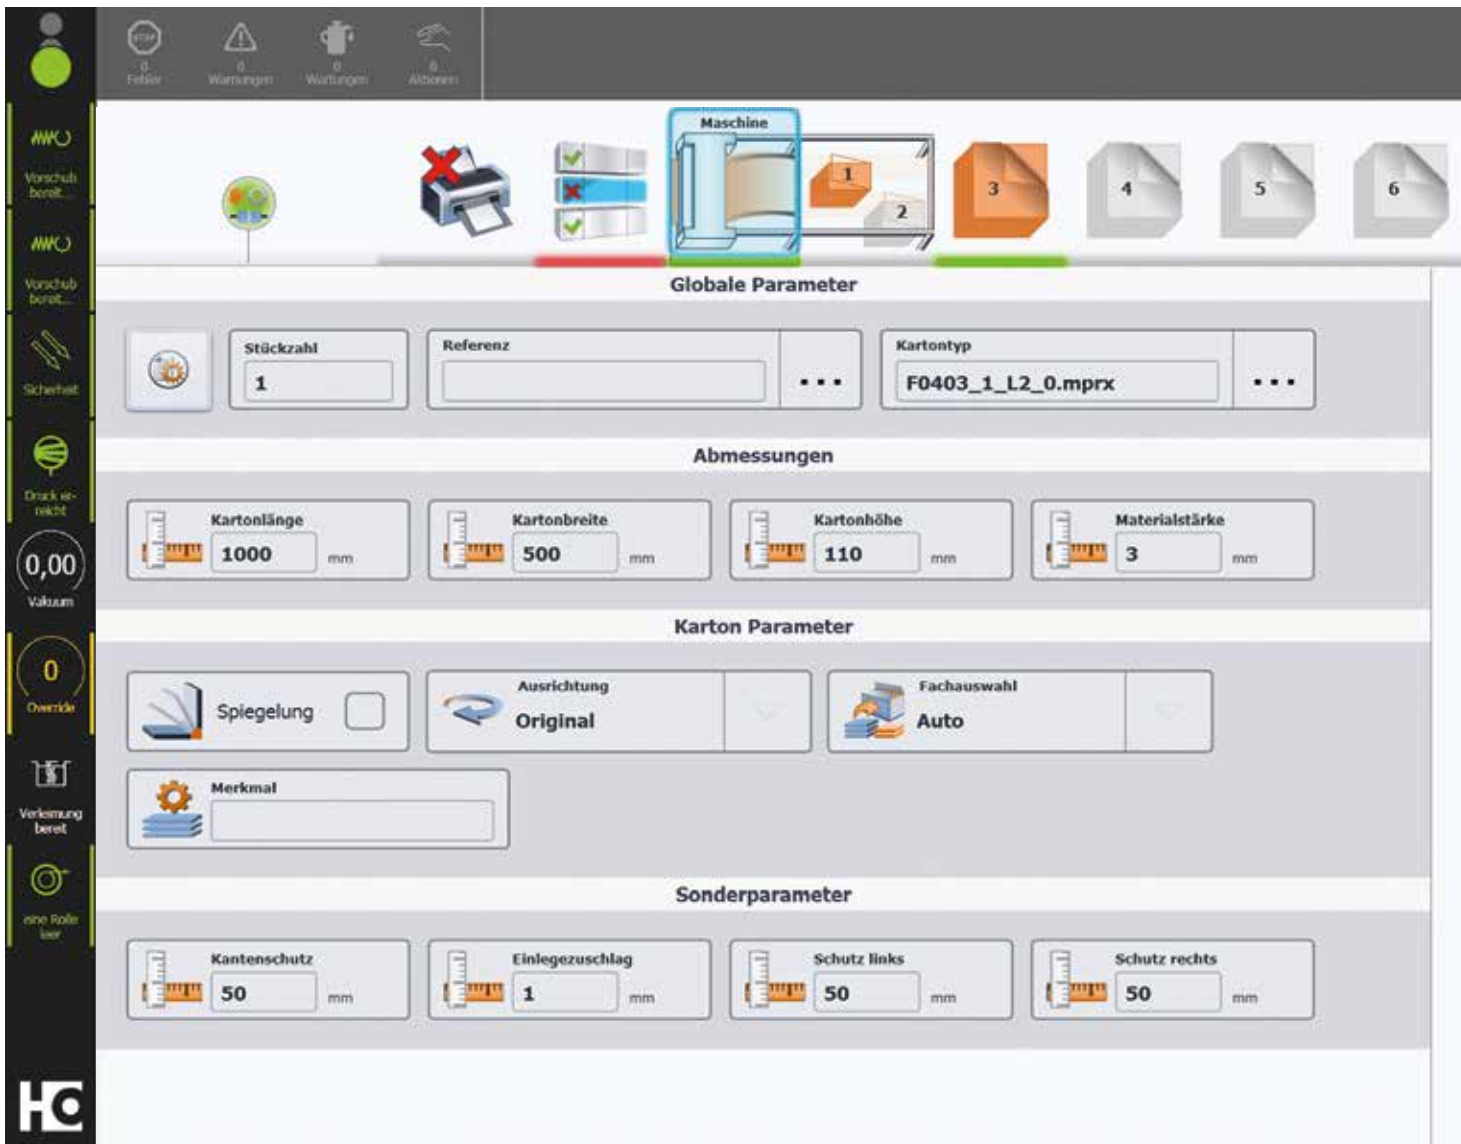 STOP
0
Fehler
0
Warnungen
0
Wartungen
0
Aktionen
Vorschub
bereit...
Vorschub
bereit...
Sicherheit
Druck er-
reicht
0,00
Vakuum
0
Override
Verleimung
bereit
eine Rolle
leer
HO
Maschine
1
2
3
4
5
6
Globale Parameter
Stückzahl
1
Referenz
...
Kartontyp
F0403_1_L2_0.mprx
...
Abmessungen
Kartonlänge
1000 mm
Kartonbreite
500 mm
Kartonhöhe
110 mm
Materialstärke
3 mm
Karton Parameter
Spiegelung
Ausrichtung
Original
Fachauswahl
Auto
Merkmal
Sonderparameter
Kantenschutz
50 mm
Einlegezuschlag
1 mm
Schutz links
50 mm
Schutz rechts
50 mm